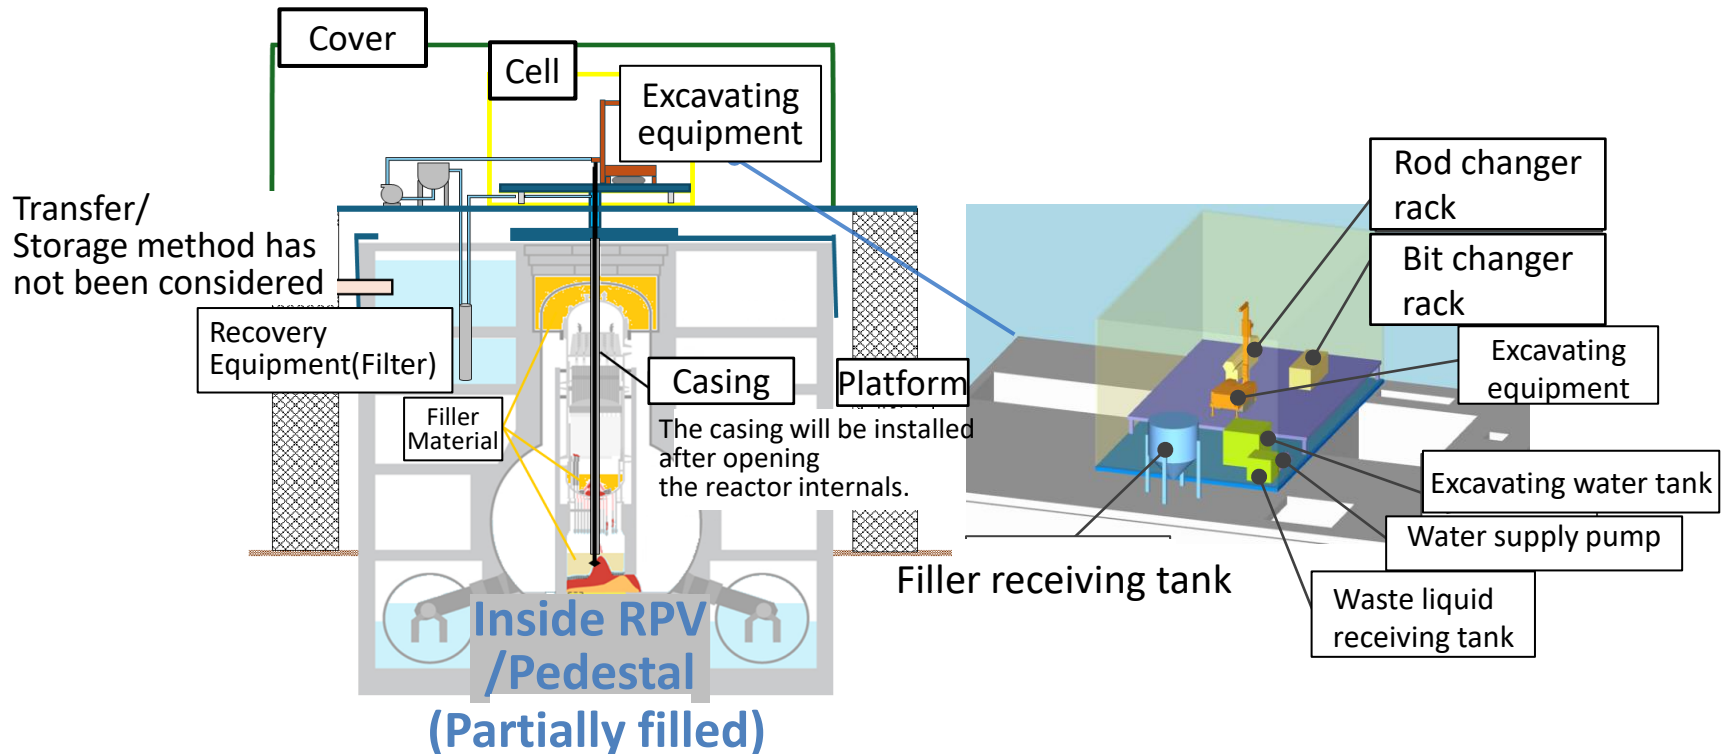 Cover
Cell
Excavating
equipment
Transfer/
Storage method has
not been considered
Recovery
Equipment(Filter)
Filler
Material
Casing
Platform
The casing will be installed
after opening
the reactor internals.
Inside RPV
/Pedestal
(Partially filled)
Rod changer
rack
Bit changer
rack
Excavating
equipment
Excavating water tank
Water supply pump
Waste liquid
receiving tank
Filler receiving tank